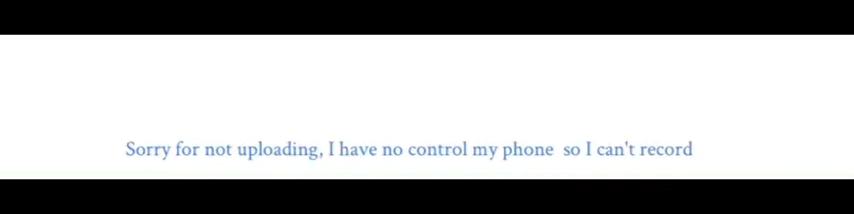 Sorry for not uploading, I have no control my phone  so I can't record